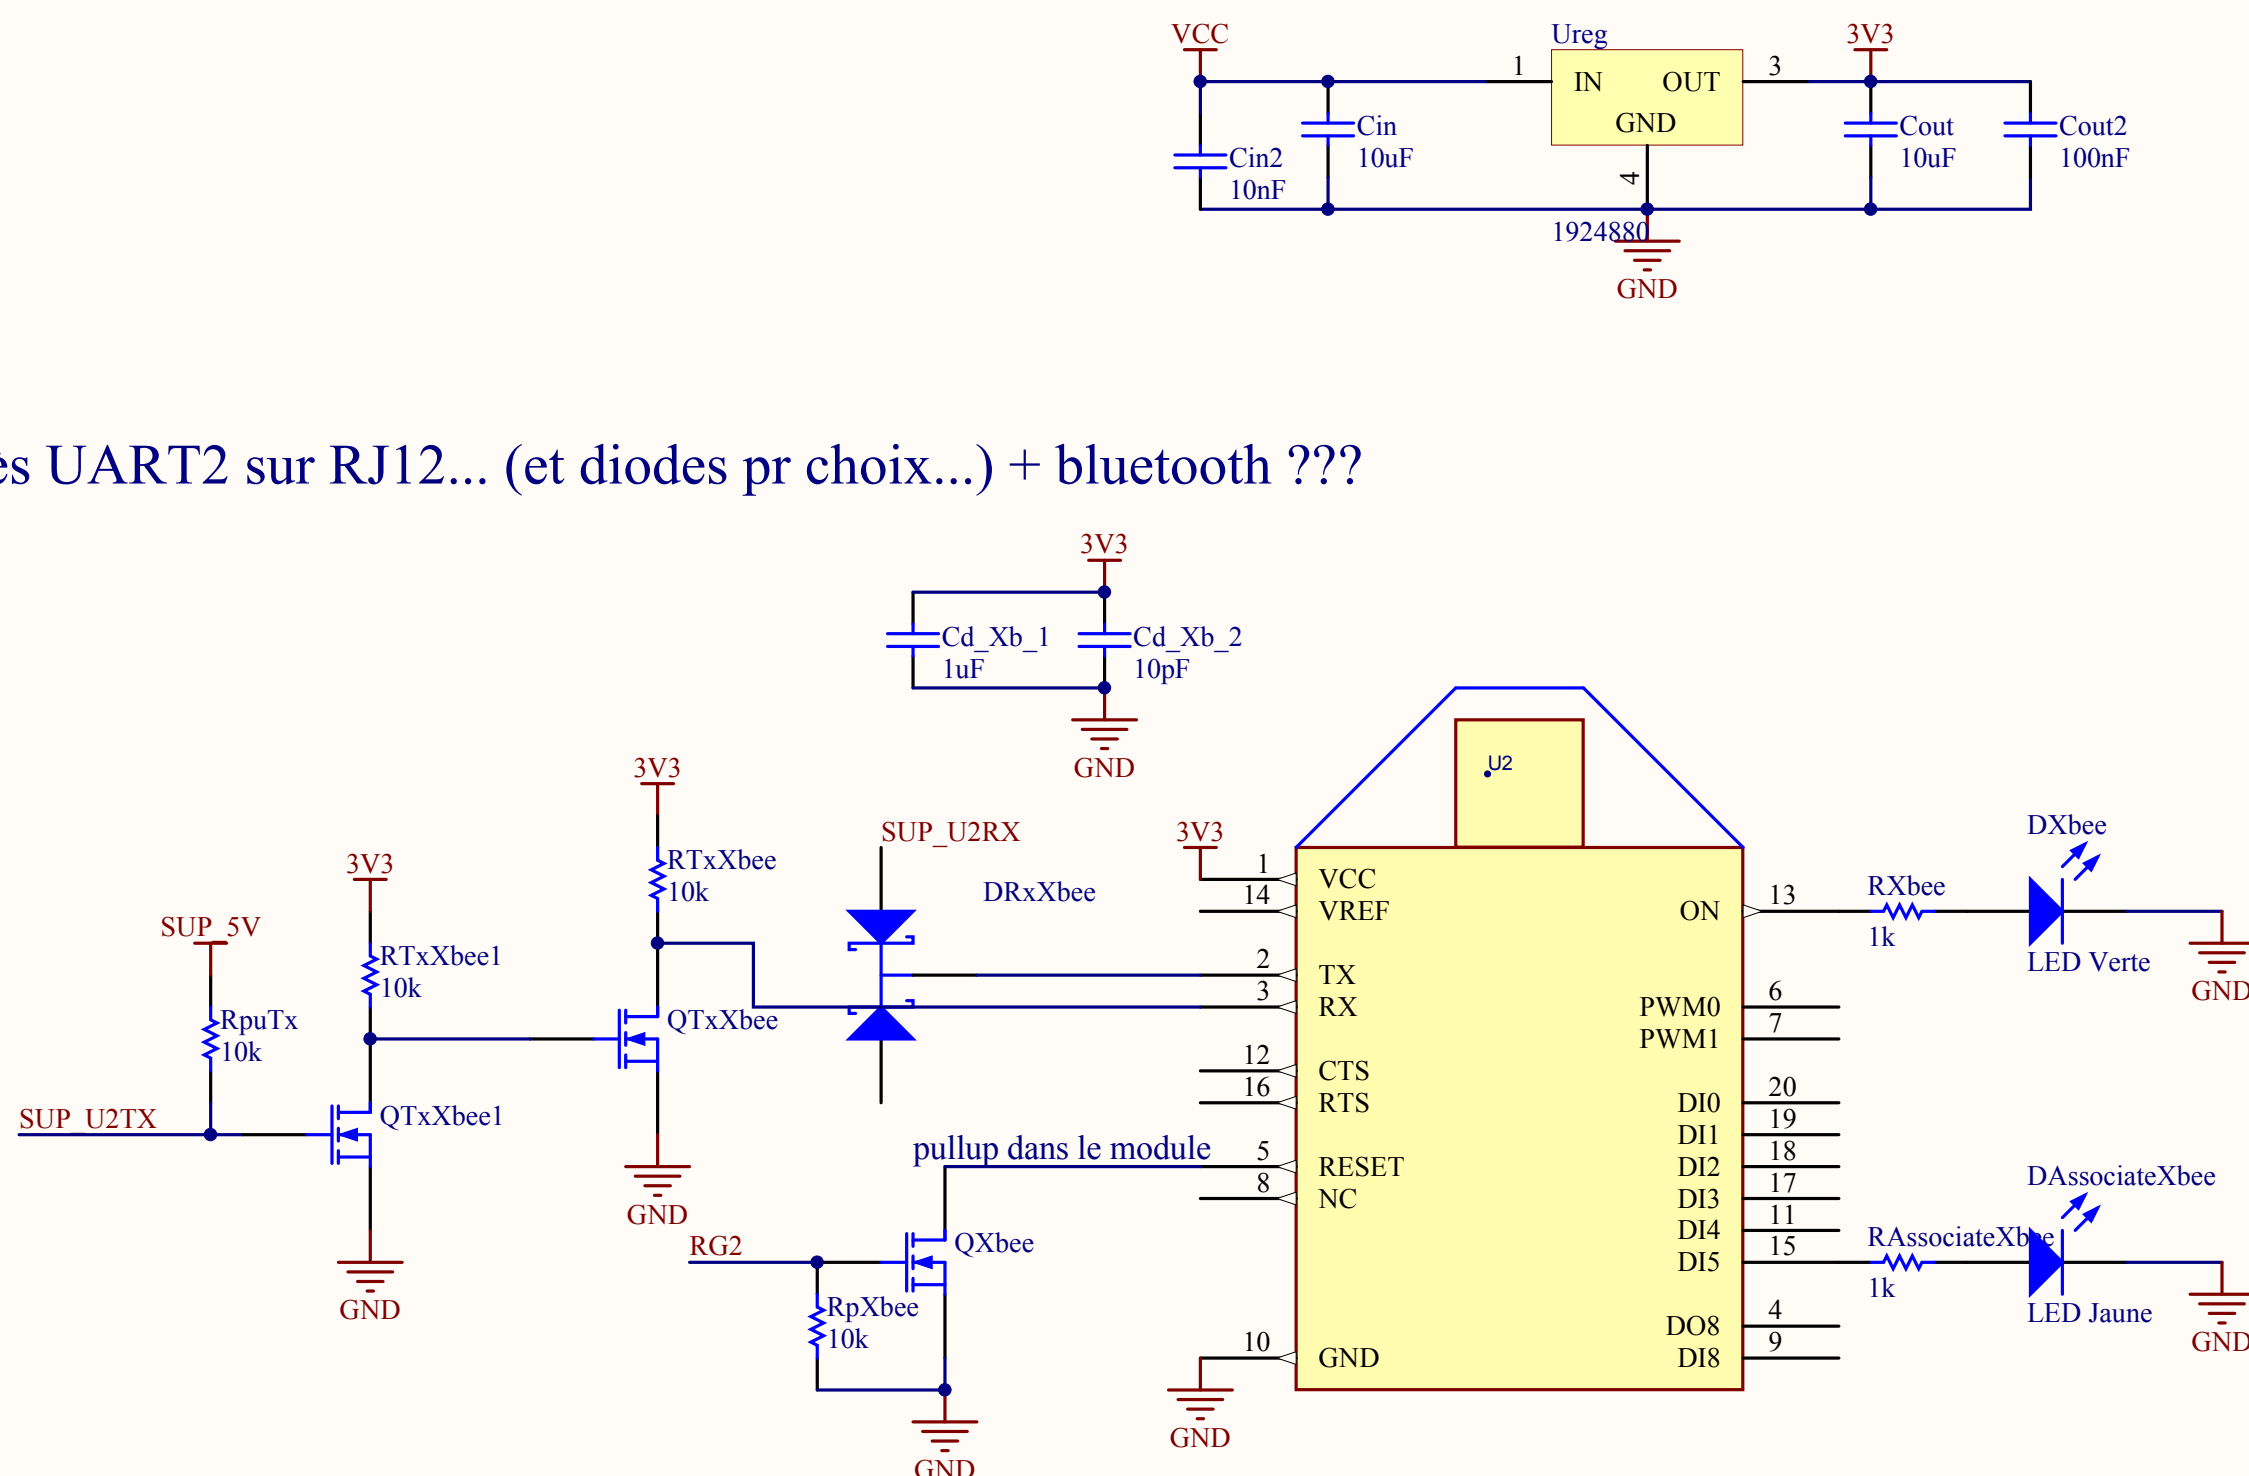 VCC
Ureg
3V3
1
IN
OUT
3
GND
Cin
10uF
Cout
10uF
Cout2
100nF
Cin2
10nF
4
1924880
GND
es UART2 sur RJ12... (et diodes pr choix...) + bluetooth ???
3V3
Cd_Xb_1
1uF
Cd_Xb_2
10pF
GND
U2
3V3
RTxXbee
10k
SUP_U2RX
DRxXbee
3V3
3V3
RTxXbee1
10k
SUP_5V
RpuTx
10k
SUP_U2TX
QTxXbee1
GND
QTxXbee
GND
1
VCC
14
VREF
2
TX
3
RX
12
CTS
16
RTS
pullup dans le module
5
RESET
8
NC
10
GND
GND
RG2
QXbee
RpXbee
10k
GND
ON
13
RXbee
1k
DXbee
LED Verte
GND
PWM0
6
PWM1
7
DI0
20
DI1
19
DI2
18
DI3
17
DI4
11
DI5
15
RAssociateXbee
1k
DAssociateXbee
LED Jaune
GND
DO8
4
DI8
9